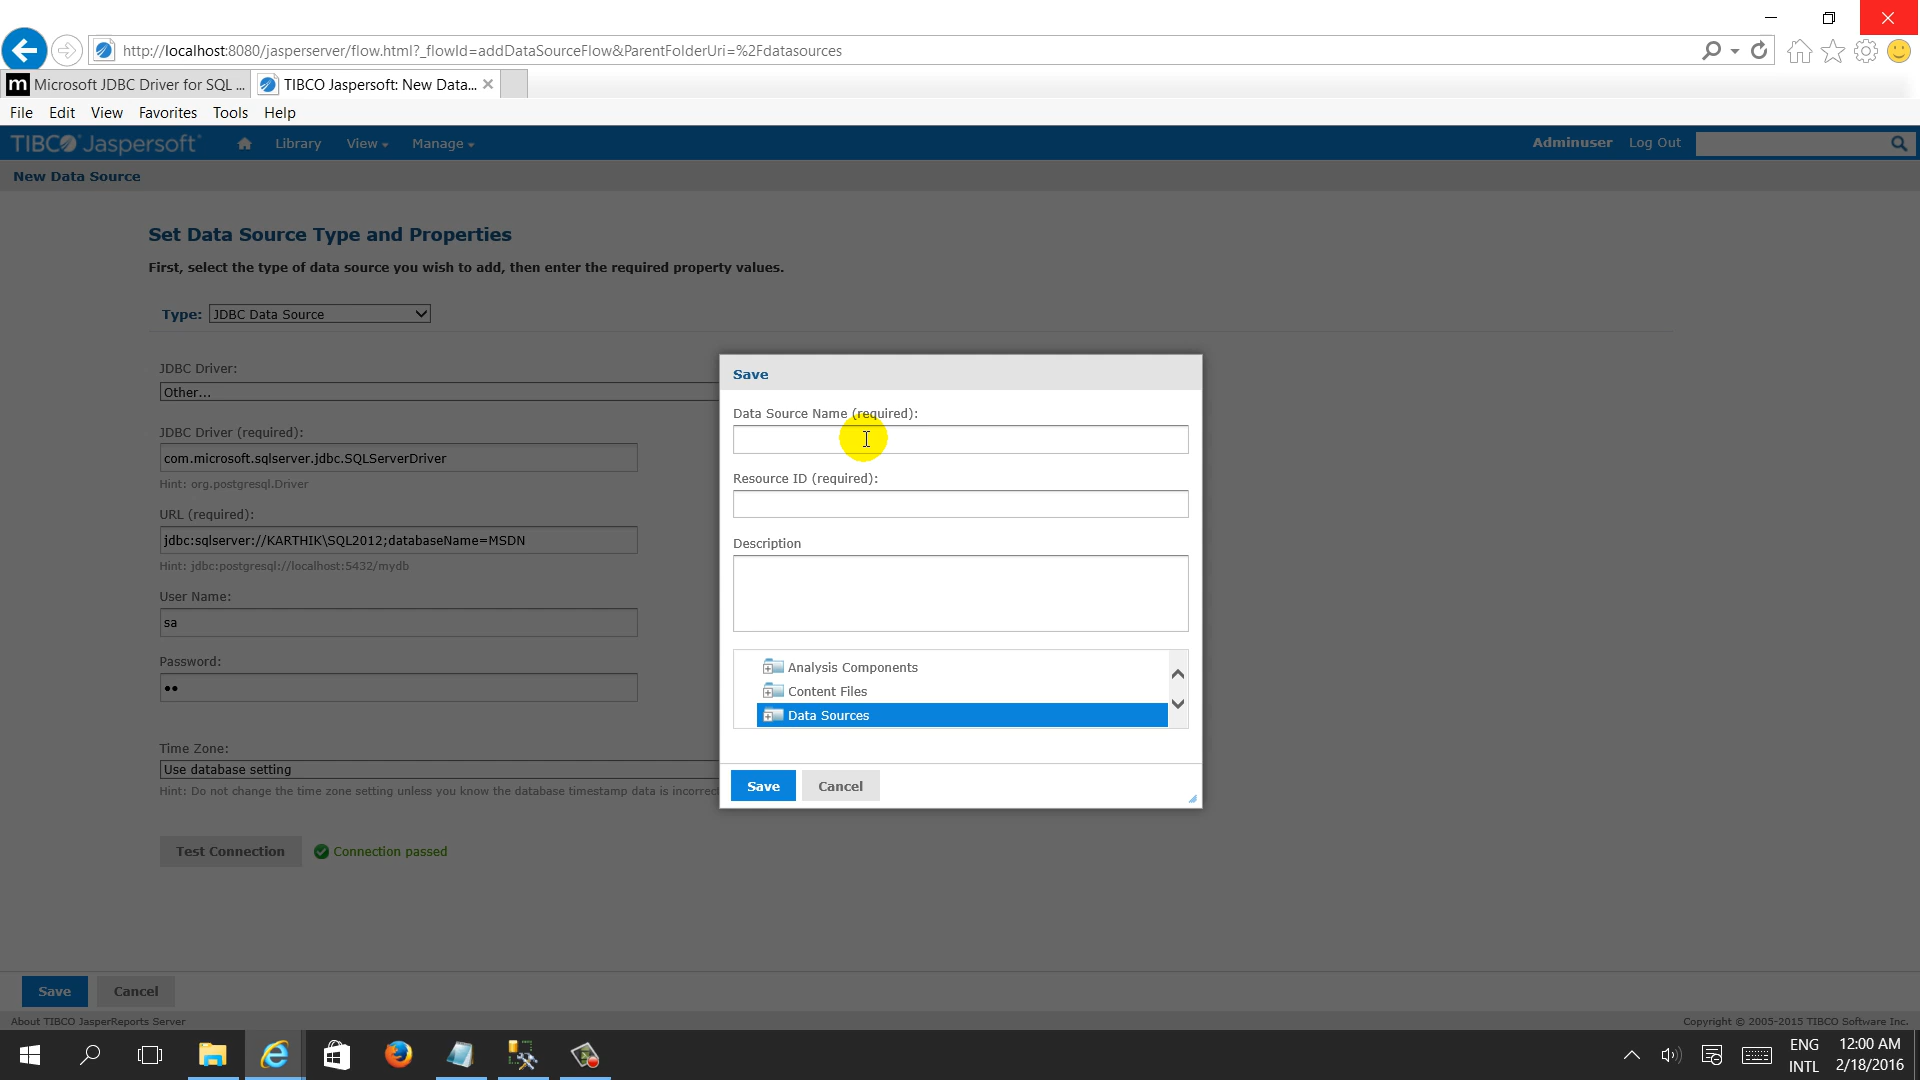 http://localhost:8080/jasperserver/flow.html?_flowId=addDataSourceFlow&ParentFolderUri=%2Fdatasources
m Microsoft JDBC Driver for SQL ...
TIBCO Jaspersoft: New Data...
File Edit View Favorites Tools Help
TIBCO Jaspersoft Library View Manage Adminuser Log Out
New Data Source
Set Data Source Type and Properties
First, select the type of data source you wish to add, then enter the required property values.
Type: JDBC Data Source
JDBC Driver:
Other...
JDBC Driver (required):
com.microsoft.sqlserver.jdbc.SQLServerDriver
Hint: org.postgresql.Driver
URL (required):
jdbc:sqlserver://KARTHIK\SQL2012;databaseName=MSDN
Hint: jdbc:postgresql://localhost:5432/mydb
User Name:
sa
Password:
••
Time Zone:
Use database setting
Hint: Do not change the time zone setting unless you know the database timestamp data is incorrect
Test Connection Connection passed
Save
Data Source Name (required):
Resource ID (required):
Description
Analysis Components
Content Files
Data Sources
Save Cancel
Save Cancel
About TIBCO JasperReports Server
Copyright © 2005-2015 TIBCO Software Inc.
ENG
INTL
12:00 AM
2/18/2016